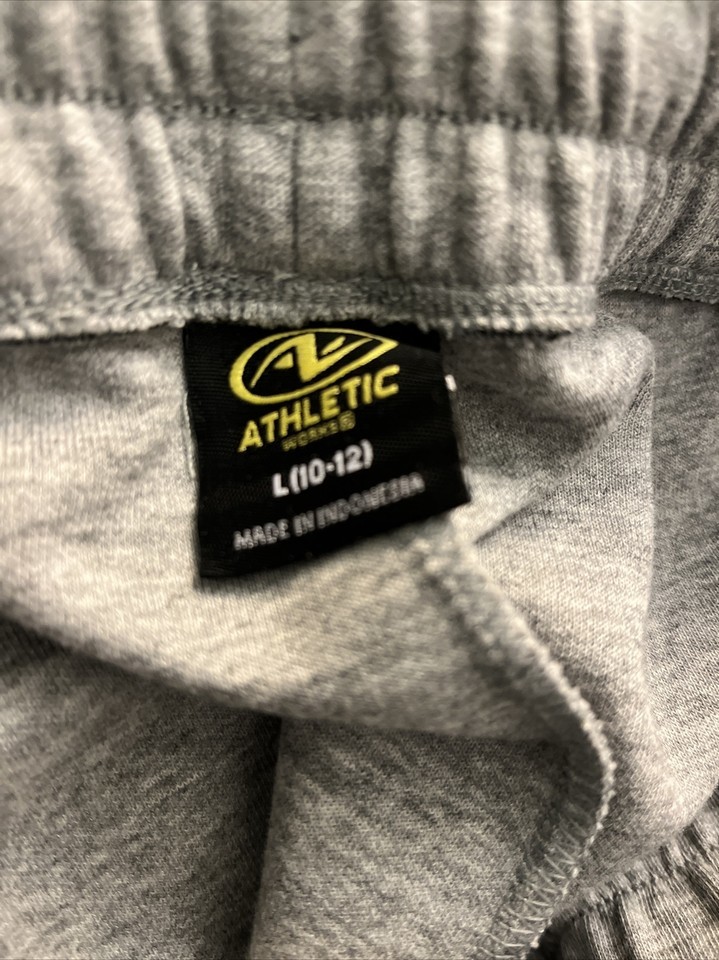 ATHLETIC
WORKS®
L (10-12)
MADE IN INDONESIA